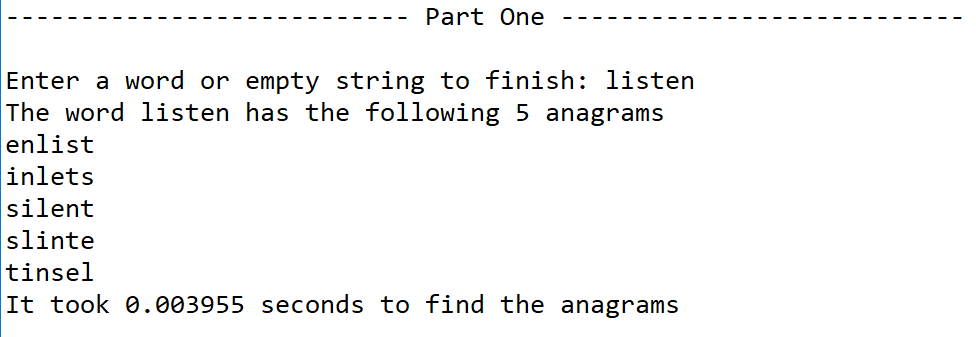 --------------------------- Part One ---------------------------
Enter a word or empty string to finish: listen
The word listen has the following 5 anagrams
enlist
inlets
silent
slinte
tinsel
It took 0.003955 seconds to find the anagrams